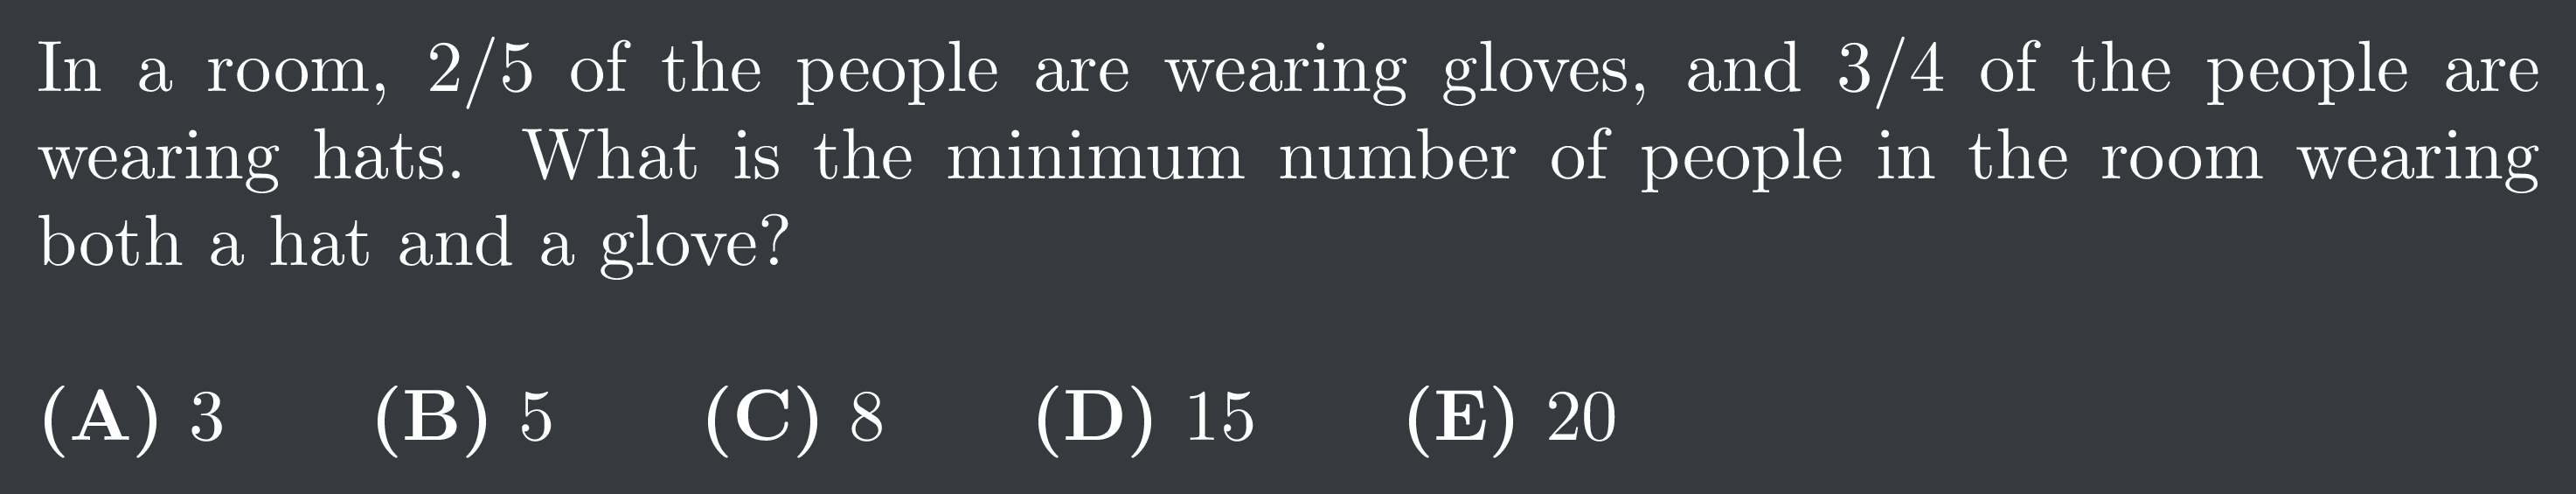 In a room, 2/5 of the people are wearing gloves, and 3/4 of the people are
wearing hats. What is the minimum number of people in the room wearing
both a hat and a glove?
(A) 3 (B) 5 (C) 8 (D) 15 (E) 20